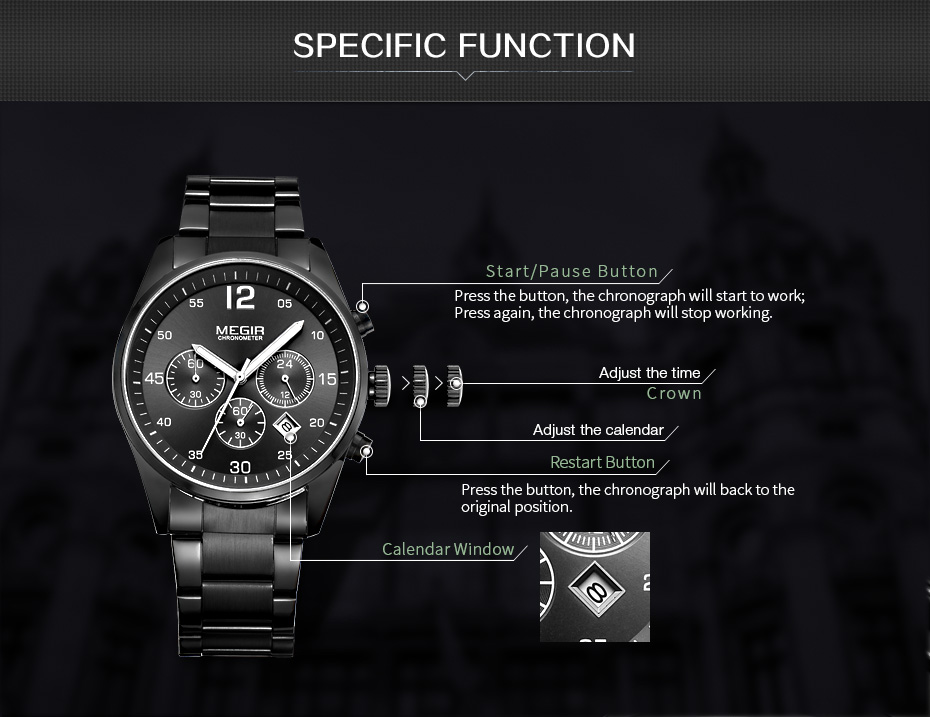 SPECIFIC FUNCTION
Start/Pause Button
Press the button, the chronograph will start to work;
Press again, the chronograph will stop working.
55 12 05
50 MEGIR 10
CHRONOMETER
60 24
45 15
30 12
60
40 30 8 20
35 25
30
Adjust the time
Crown
Adjust the calendar
Restart Button
Press the button, the chronograph will back to the
original position.
Calendar Window
8